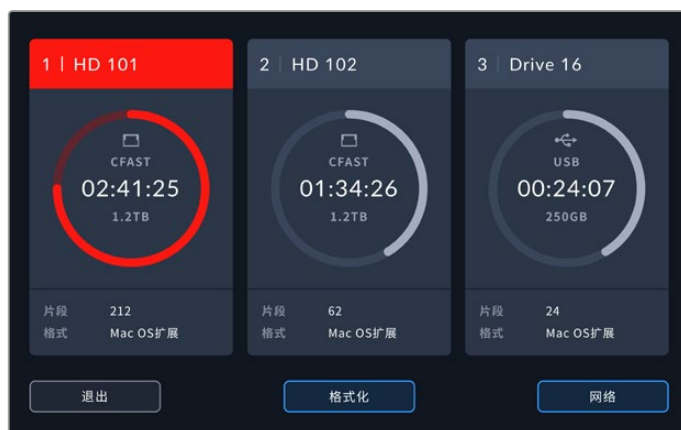 1 | HD 101
CFAST
02:41:25
1.2TB
片段 212
格式 Mac OS扩展
2 | HD 102
CFAST
01:34:26
1.2TB
片段 62
格式 Mac OS扩展
3 | Drive 16
USB
00:24:07
250GB
片段 24
格式 Mac OS扩展
退出
格式化
网络